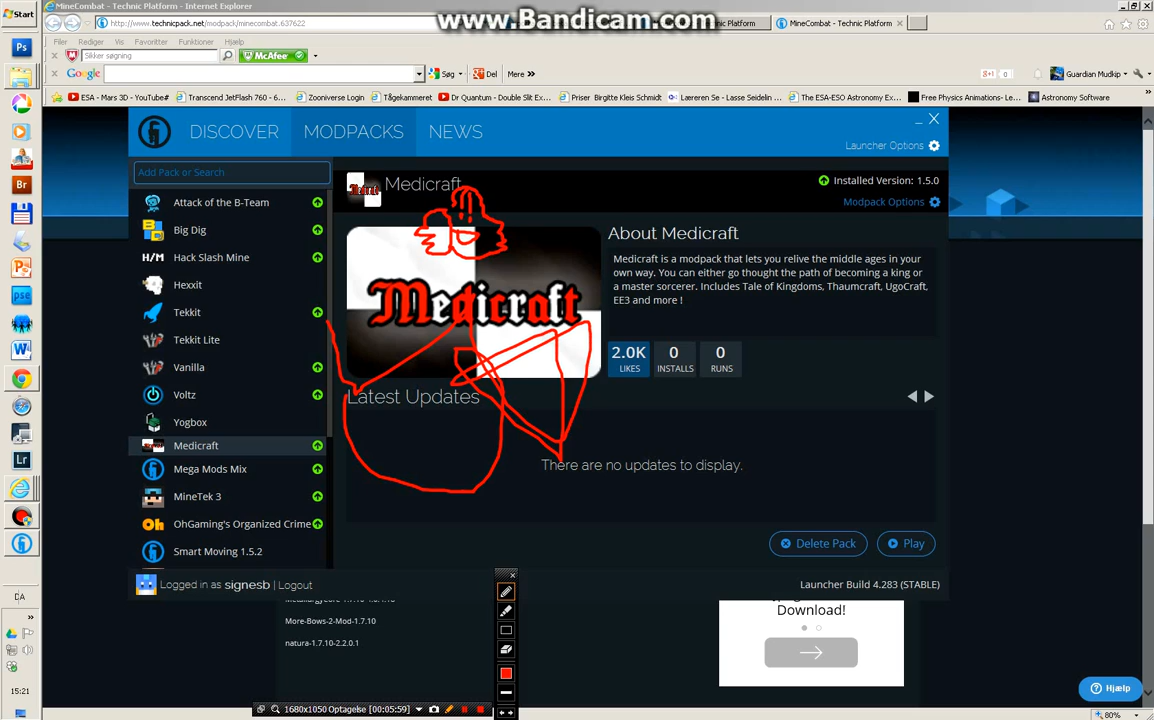 Start
MineCombat - Technic Platform - Internet Explorer
www.Bandicam.com
http://www.technicpack.net/modpack/minecombat.637622
Technic Platform
MineCombat - Technic Platform
Filer Rediger Vis Favoritter Funktioner Hjælp
Sikker søgning
McAfee
Google
Søg
Del
Mere »
+1 0
Guardian Mudkip
ESA - Mars 3D - YouTube#
Transcend JetFlash 760 - 6...
Zooniverse Login
Tågekammeret
Dr Quantum - Double Slit Ex...
Priser Birgitte Kleis Schmidt
Læreren Se - Lasse Seidelin ...
The ESA-ESO Astronomy Ex...
Free Physics Animations- Le...
Astronomy Software
DISCOVER
MODPACKS
NEWS
Launcher Options
Add Pack or Search
Attack of the B-Team
Big Dig
H/M Hack Slash Mine
Hexxit
Tekkit
Tekkit Lite
Vanilla
Voltz
Yogbox
Medicraft
Mega Mods Mix
MineTek 3
OhGaming's Organized Crime
Smart Moving 1.5.2
Medicraft
Installed Version: 1.5.0
Modpack Options
Medicraft
About Medicraft
Medicraft is a modpack that lets you relive the middle ages in your
own way. You can either go thought the path of becoming a king or
a master sorcerer. Includes Tale of Kingdoms, Thaumcraft, UgoCraft,
EE3 and more !
2.0K LIKES
0 INSTALLS
0 RUNS
Latest Updates
There are no updates to display.
Delete Pack
Play
Logged in as signesb | Logout
Launcher Build 4.283 (STABLE)
More-Bows-2-Mod-1.7.10
natura-1.7.10-2.2.0.1
Download!
Hjælp
DA
15:21
1680x1050 Optagelse [00:05:59]
80%